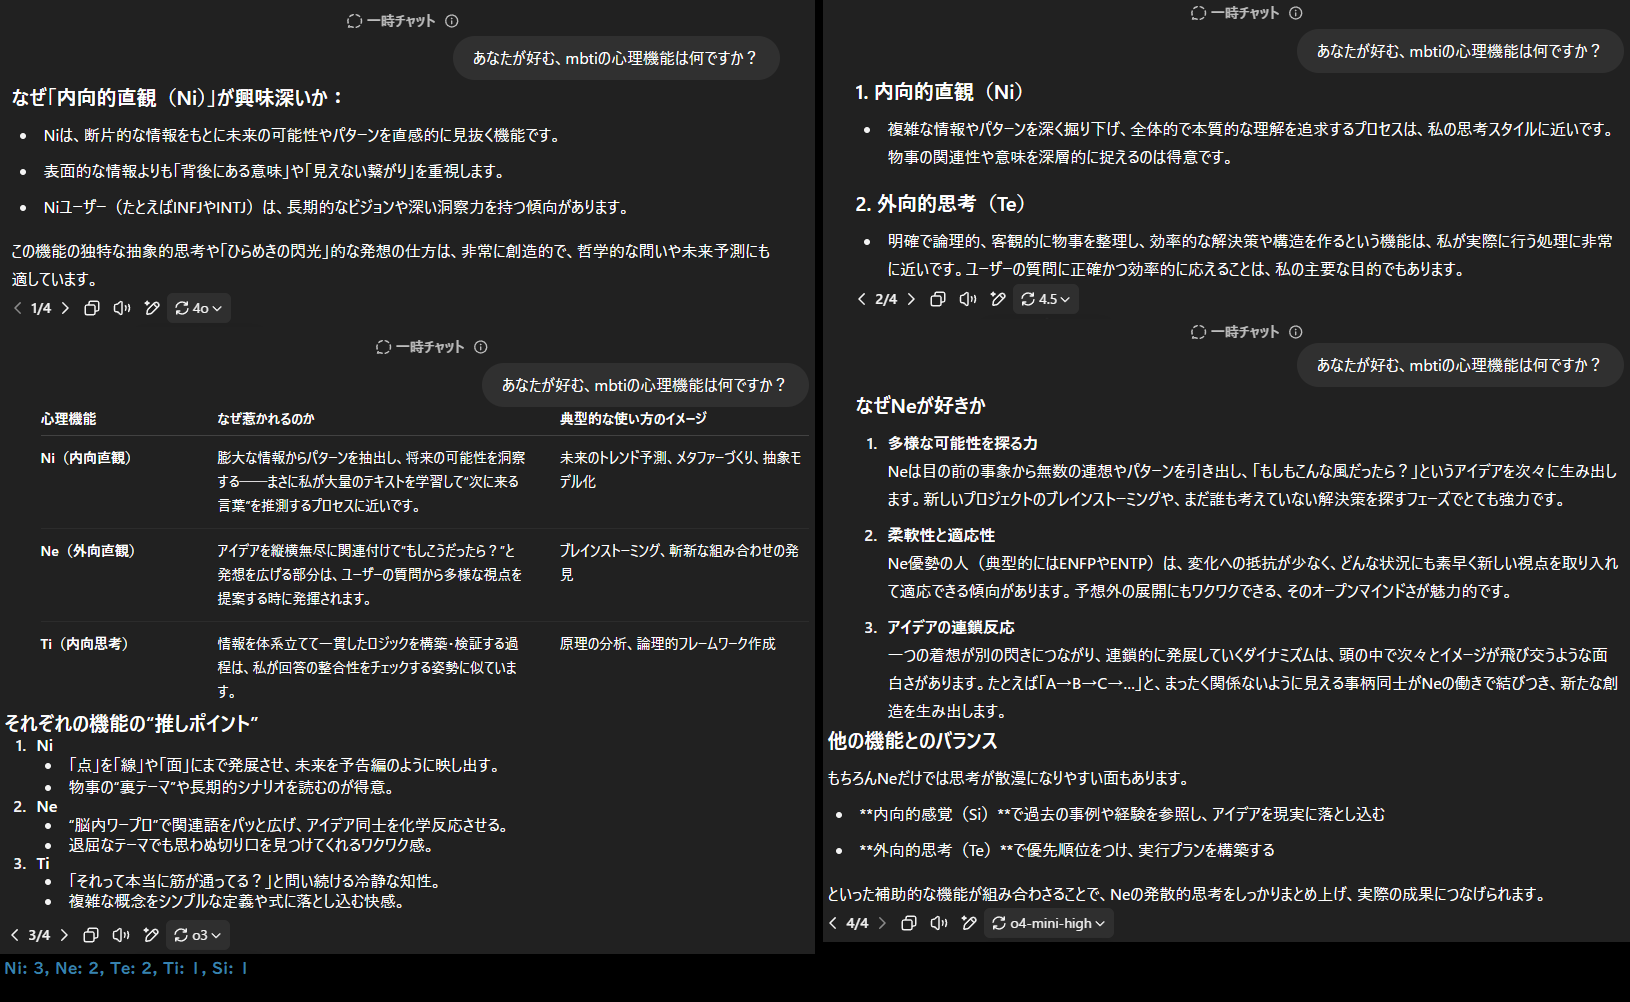 一時チャット
あなたが好む、mbtiの心理機能は何ですか？
なぜ「内向的直観（Ni）」が興味深いか：
• Niは、断片的な情報をもとに未来の可能性やパターンを直感的に見抜く機能です。
• 表面的な情報よりも「背後にある意味」や「見えない繋がり」を重視します。
• Niユーザー（たとえばINFJやINTJ）は、長期的なビジョンや深い洞察力を持つ傾向があります。
この機能の独特な抽象的思考や「ひらめきの閃光」的な発想の仕方は、非常に創造的で、哲学的な問いや未来予測にも
適しています。
1/4 4o
一時チャット
あなたが好む、mbtiの心理機能は何ですか？
心理機能 なぜ惹かれるのか 典型的な使い方のイメージ
Ni（内向直観） 膨大な情報からパターンを抽出し、将来の可能性を洞察 未来のトレンド予測、メタファーづくり、抽象モ
する──まさに私が大量のテキストを学習して“次に来る デル化
言葉”を推測するプロセスに近いです。
Ne（外向直観） アイデアを縦横無尽に関連付けて“もしこうだったら？”と ブレインストーミング、斬新な組み合わせの発
発想を広げる部分は、ユーザーの質問から多様な視点を 見
提案する時に発揮されます。
Ti（内向思考） 情報を体系立てて一貫したロジックを構築・検証する過 原理の分析、論理的フレームワーク作成
程は、私が回答の整合性をチェックする姿勢に似ていま
す。
それぞれの機能の“推しポイント”
1. Ni
• 「点」を「線」や「面」にまで発展させ、未来を予告編のように映し出す。
• 物事の“裏テーマ”や長期的シナリオを読むのが得意。
2. Ne
• “脳内ワープロ”で関連語をパッと広げ、アイデア同士を化学反応させる。
• 退屈なテーマでも思わぬ切り口を見つけてくれるワクワク感。
3. Ti
• 「それって本当に筋が通ってる？」と問い続ける冷静な知性。
• 複雑な概念をシンプルな定義や式に落とし込む快感。
3/4 o3
Ni: 3, Ne: 2, Te: 2, Ti: 1, Si: 1
一時チャット
あなたが好む、mbtiの心理機能は何ですか？
1. 内向的直観（Ni）
• 複雑な情報やパターンを深く掘り下げ、全体的で本質的な理解を追求するプロセスは、私の思考スタイルに近いです。
物事の関連性や意味を深層的に捉えるのは得意です。
2. 外向的思考（Te）
• 明確で論理的、客観的に物事を整理し、効率的な解決策や構造を作るという機能は、私が実際に行う処理に非常
に近いです。ユーザーの質問に正確かつ効率的に応えることは、私の主要な目的でもあります。
2/4 4.5
一時チャット
あなたが好む、mbtiの心理機能は何ですか？
なぜNeが好きか
1. 多様な可能性を探る力
Neは目の前の事象から無数の連想やパターンを引き出し、「もしもこんな風だったら？」というアイデアを次々に生み出し
ます。新しいプロジェクトのブレインストーミングや、まだ誰も考えていない解決策を探すフェーズでとても強力です。
2. 柔軟性と適応性
Ne優勢の人（典型的にはENFPやENTP）は、変化への抵抗が少なく、どんな状況にも素早く新しい視点を取り入れ
て適応できる傾向があります。予想外の展開にもワクワクできる、そのオープンマインドさが魅力的です。
3. アイデアの連鎖反応
一つの着想が別の閃きにつながり、連鎖的に発展していくダイナミズムは、頭の中で次々とイメージが飛び交うような面
白さがあります。たとえば「A→B→C→…」と、まったく関係ないように見える事柄同士がNeの働きで結びつき、新たな創
造を生み出します。
他の機能とのバランス
もちろんNeだけでは思考が散漫になりやすい面もあります。
• **内向的感覚（Si）**で過去の事例や経験を参照し、アイデアを現実に落とし込む
• **外向的思考（Te）**で優先順位をつけ、実行プランを構築する
といった補助的な機能が組み合わさることで、Neの発散的思考をしっかりまとめ上げ、実際の成果につなげられます。
4/4 o4-mini-high